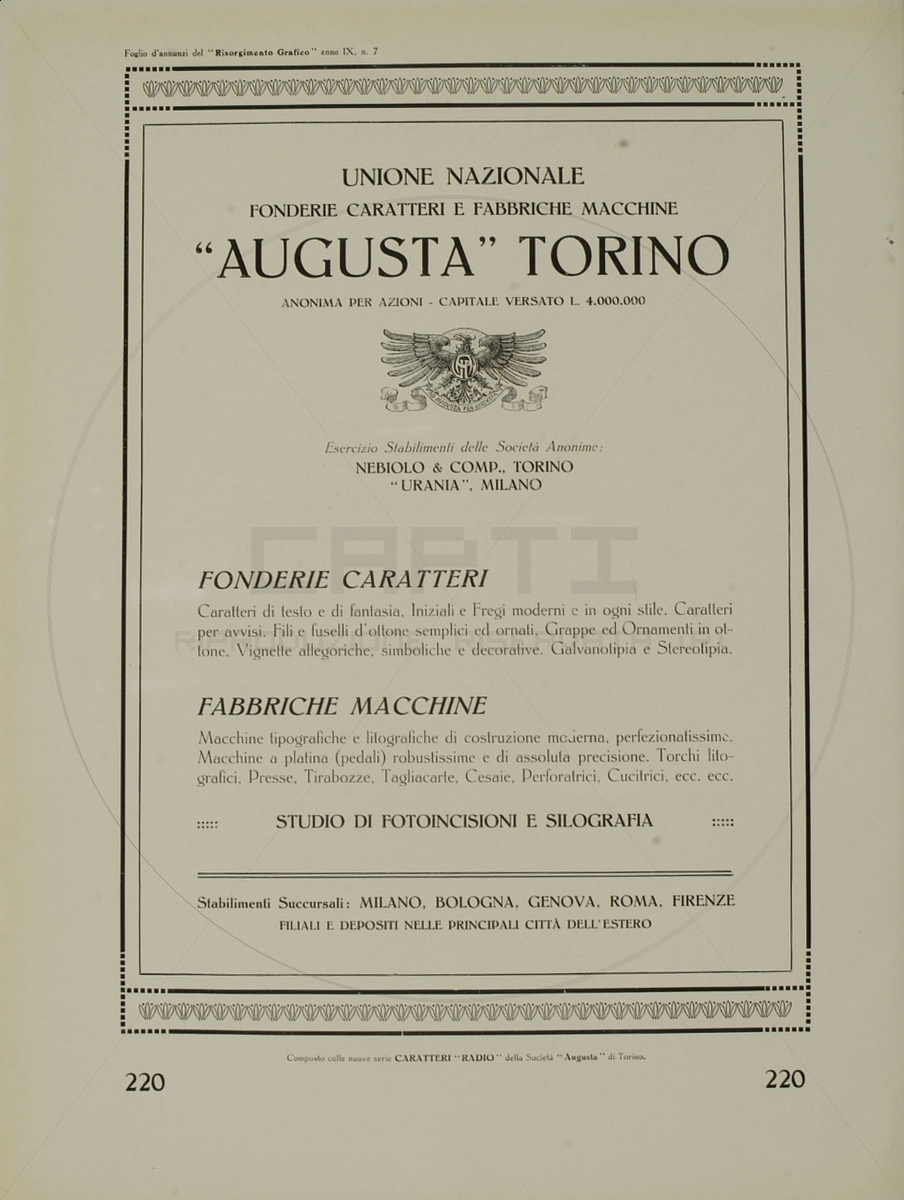 Foglio d'annunzi del "Risorgimento Grafico" anno IX, n. 7
UNIONE NAZIONALE
FONDERIE CARATTERI E FABBRICHE MACCHINE
"AUGUSTA" TORINO
ANONIMA PER AZIONI - CAPITALE VERSATO L. 4.000.000
AUGUSTA PER ANGUSTA
Esercizio Stabilimenti delle Società Anonime:
NEBIOLO & COMP., TORINO
"URANIA", MILANO
CAPTI
FONDERIE CARATTERI
Caratteri di testo e di fantasia, Iniziali e Fregi moderni e in ogni stile. Caratteri
per avvisi. Fili e fuselli d'ottone semplici ed ornati. Grappe ed Ornamenti in ot-
tone. Vignette allegoriche, simboliche e decorative. Galvanotipia e Stereotipia.
FABBRICHE MACCHINE
Macchine tipografiche e litografiche di costruzione moderna, perfezionatissime.
Macchine a platina (pedali) robustissime e di assoluta precisione. Torchi lito-
grafici, Presse, Tirabozze, Tagliacarte, Cesoie, Perforatrici, Cucitrici, ecc. ecc.
::::: STUDIO DI FOTOINCISIONI E SILOGRAFIA :::::
Stabilimenti Succursali: MILANO, BOLOGNA, GENOVA, ROMA, FIRENZE
FILIALI E DEPOSITI NELLE PRINCIPALI CITTÀ DELL'ESTERO
Composto colle nuove serie CARATTERI "RADIO" della Società "Augusta" di Torino.
220 220